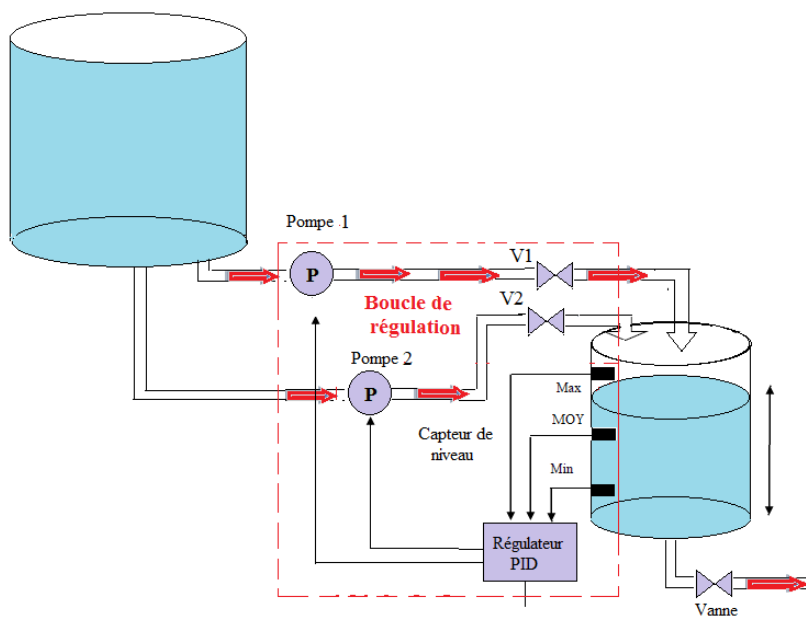 Pompe 1
P
V1
Boucle de
régulation
V2
Pompe 2
P
Max
MOY
Capteur de
niveau
Min
Régulateur
PID
Vanne